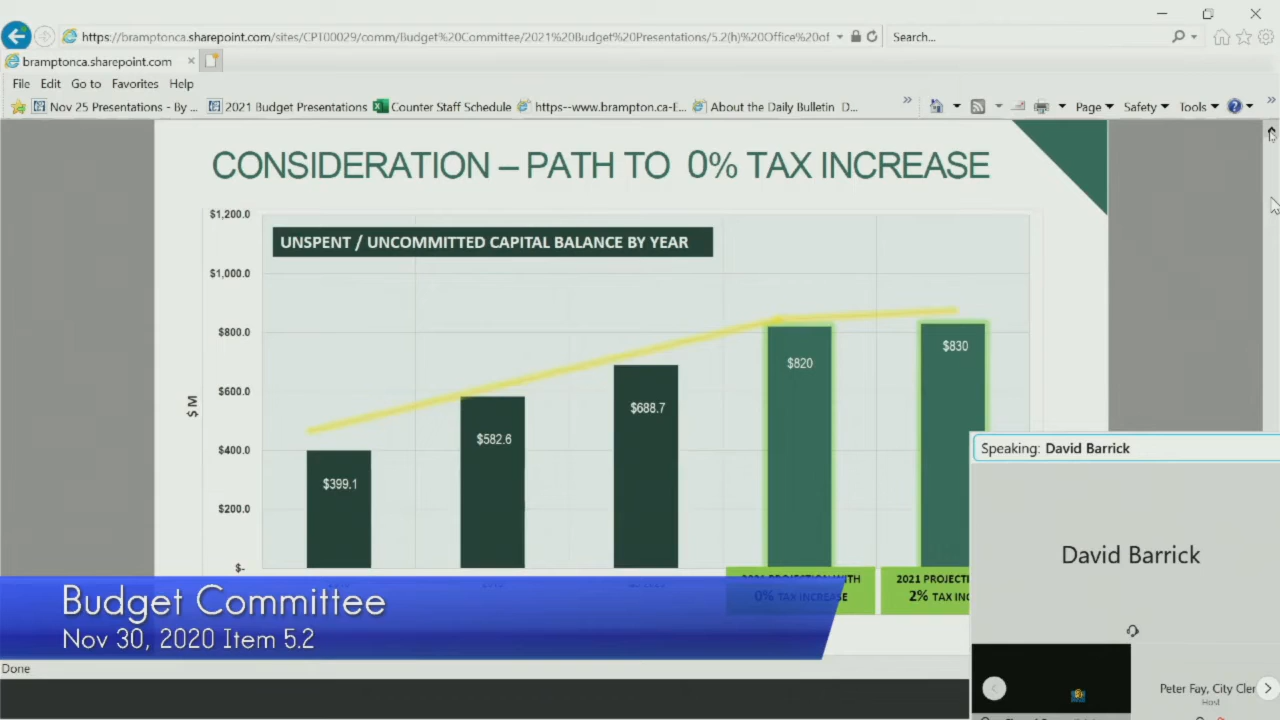 https://bramptonca.sharepoint.com/sites/CPT00029/comm/Budget%20Committee/2021%20Budget%20Presentations/5.2(h)%20Office%20of
Search...
bramptonca.sharepoint.com
File Edit Go to Favorites Help
Nov 25 Presentations - By ... 2021 Budget Presentations Counter Staff Schedule https--www.brampton.ca-E... About the Daily Bulletin D... Page Safety Tools
CONSIDERATION – PATH TO 0% TAX INCREASE
$1,200.0
UNSPENT / UNCOMMITTED CAPITAL BALANCE BY YEAR
$1,000.0
$800.0
$600.0
$400.0
$200.0
$-
$ M
$399.1
$582.6
$688.7
$820
$830
2021 PROJECTION WITH
0% TAX INCREASE
2021 PROJECTI
2% TAX INC
Speaking: David Barrick
David Barrick
Peter Fay, City Cler
Host
Budget Committee
Nov 30, 2020 Item 5.2
Done